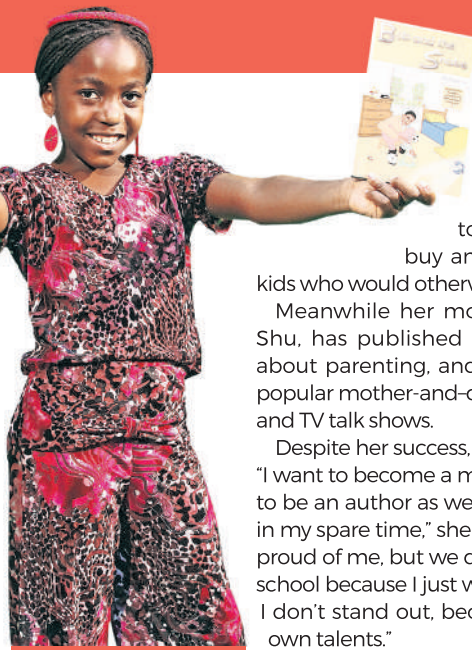 to
buy an
kids who would otherw
Meanwhile her mo
Shu, has published
about parenting, and
popular mother-and-c
and TV talk shows.
Despite her success,
“I want to become a m
to be an author as we
in my spare time,” she
proud of me, but we d
school because I just w
I don’t stand out, bec
own talents.”